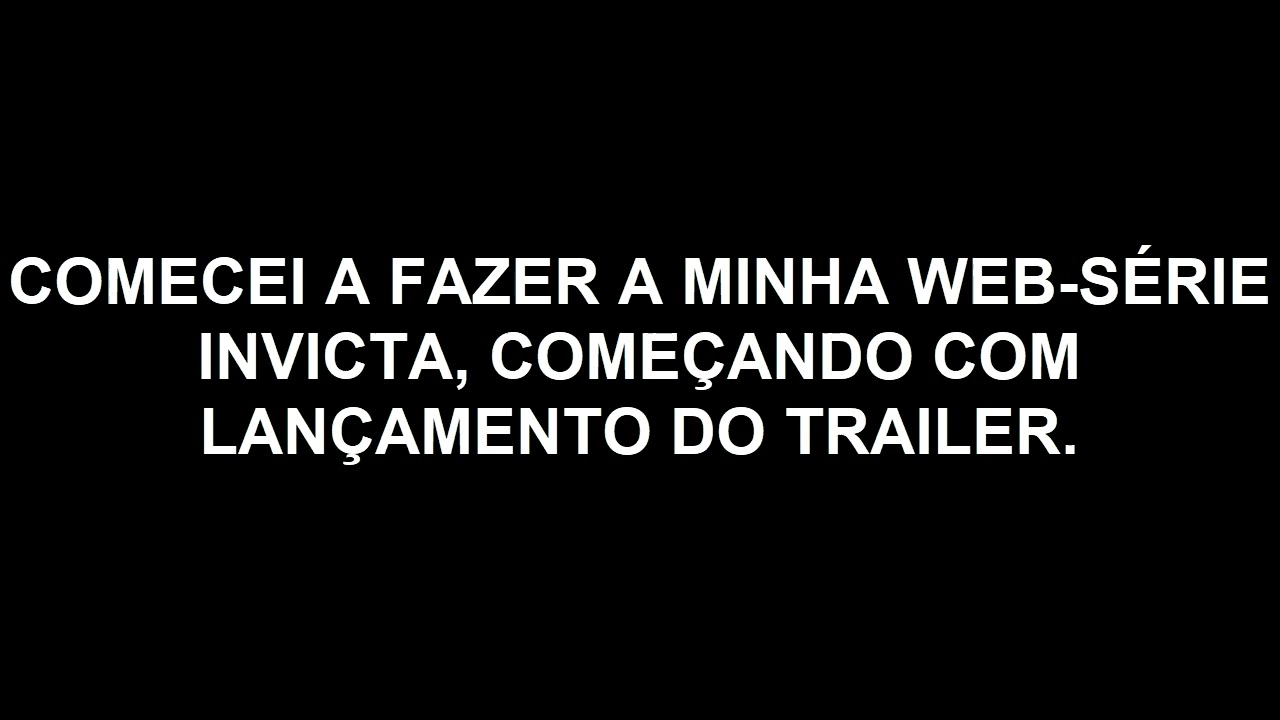 COMECEI A FAZER A MINHA WEB-SÉRIE
INVICTA, COMEÇANDO COM
LANÇAMENTO DO TRAILER.